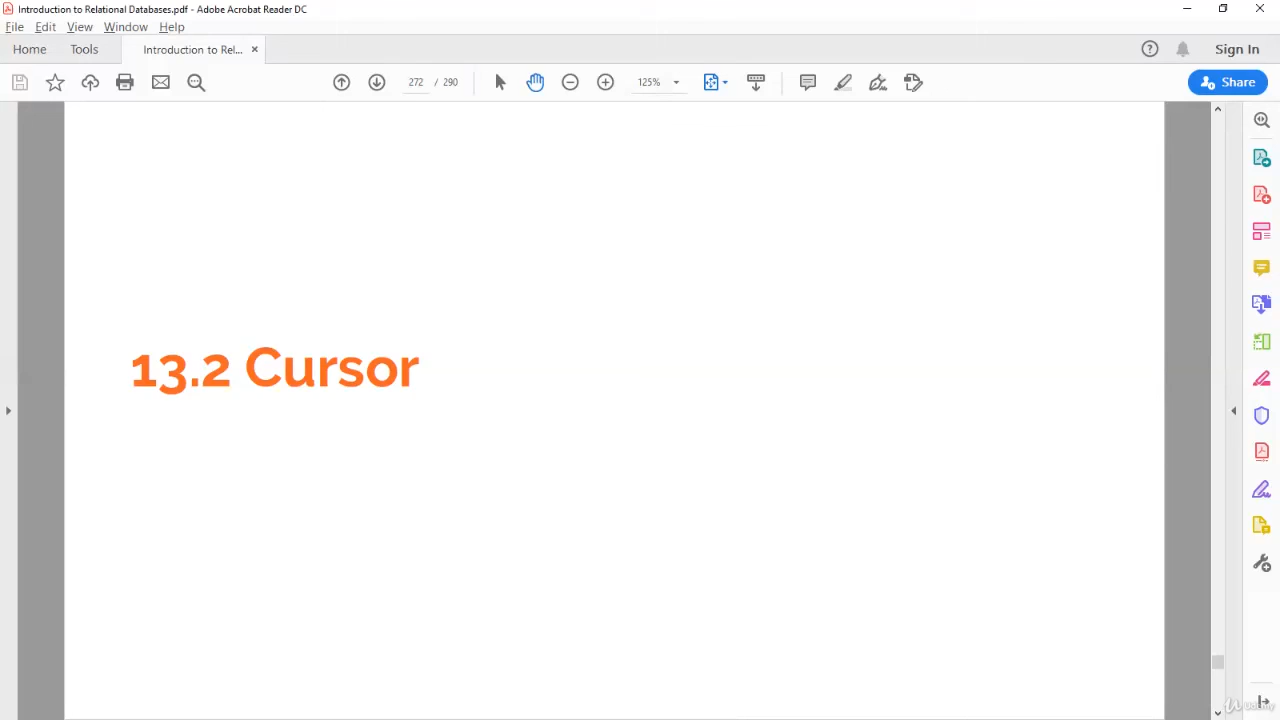 Introduction to Relational Databases.pdf - Adobe Acrobat Reader DC
File Edit View Window Help
Home Tools Introduction to Rel... Sign In
272 / 290 125% Share
13.2 Cursor
Udemy